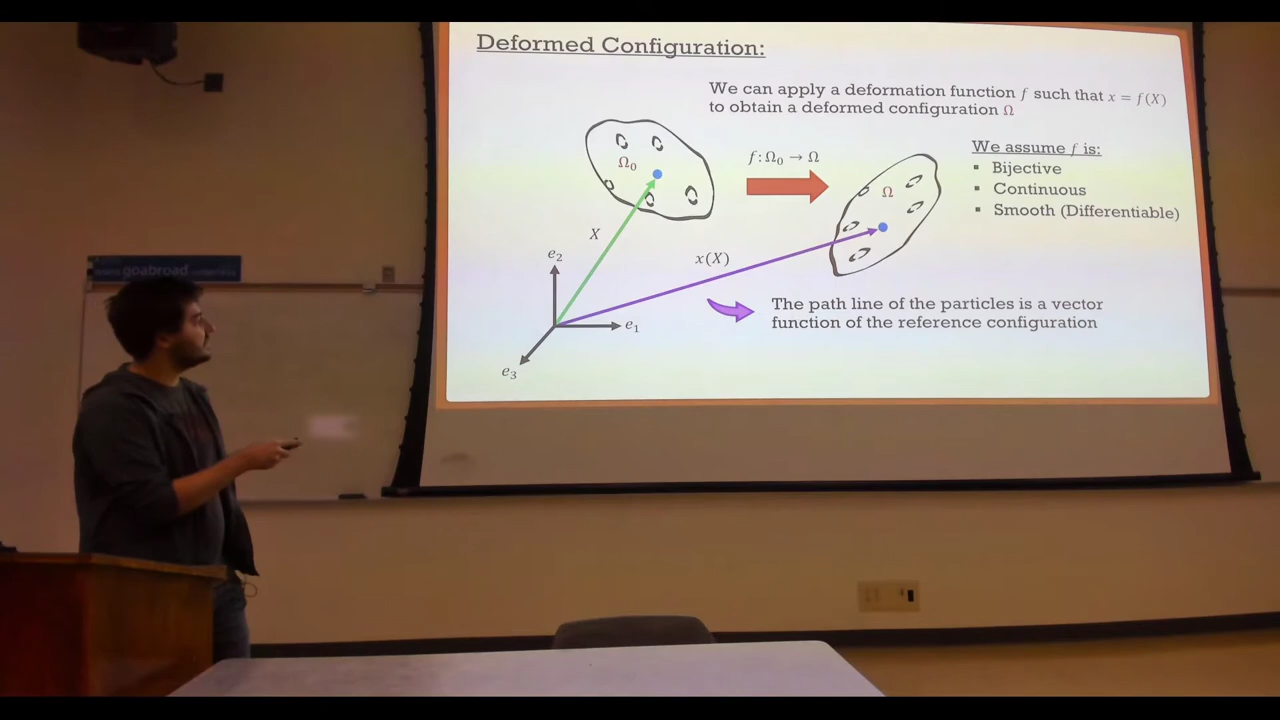 Deformed Configuration:
We can apply a deformation function f such that x = f(X)
to obtain a deformed configuration Ω
Ω₀
f: Ω₀ → Ω
Ω
We assume f is:
▪ Bijective
▪ Continuous
▪ Smooth (Differentiable)
X
x(X)
e₂
e₁
e₃
The path line of the particles is a vector
function of the reference configuration
www.goabroad